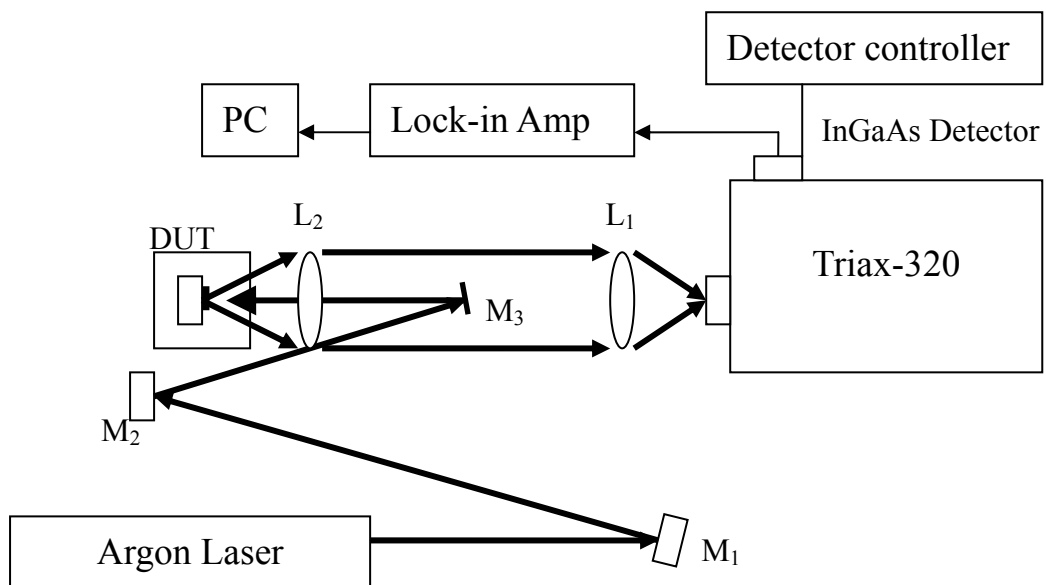 Detector controller
PC
Lock-in Amp
InGaAs Detector
L₂
L₁
DUT
Triax-320
M₃
M₂
Argon Laser
M₁